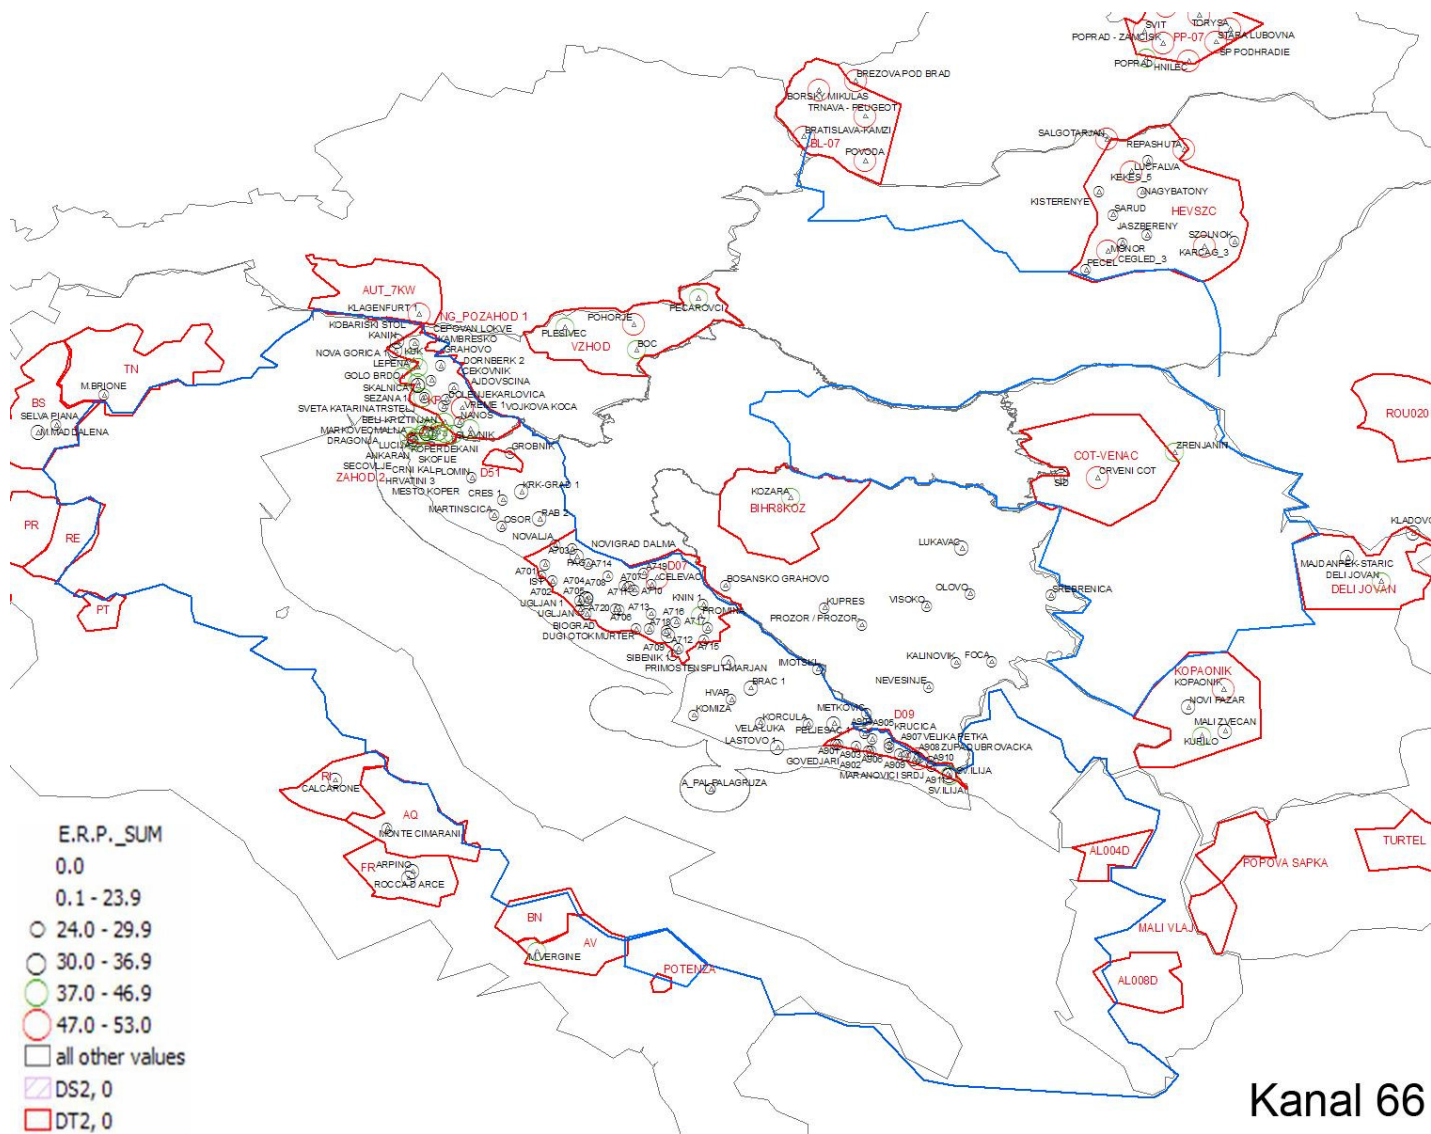 SVIT
TORYSA
POPRAD - ZAMCISK
PP-07
STARA LUBOVNA
SP PODHRADIE
POPRAD
HNILEC
BREZOVA POD BRAD
BORSKY MIKULAS
TRNAVA - PEUGEOT
BRATISLAVA-KAMZI
BL-07
POVODA
SALGOTARJAN
REPASHUTA
LUCFALVA
KEKES_5
NAGYBATONY
KISTERENYE
SARUD
HEVSZC
JASZBERENY
SZOLNOK
MONOR
KARCAG_3
CEGLED_3
PECEL
AUT_7KW
KLAGENFURT 1
NG_POZAHOD 1
PECAROVCI
KOBARISKI STOL
CEPOVAN LOKVE
POHORJE
PLESIVEC
KANIN
KAMBRESKO
GRAHOVO
VZHOD
BOC
NOVA GORICA 1
KUK
LEPENA
DORNBERK 2
CEKOVNIK
GOLO BRDO
AJDOVSCINA
SKALNICA
SEZANA 1
KP
GOLENJEKARLOVICA
SVETA KATARINA TRSTELJ
VREME 1
VOJKOVA KOCA
NANOS
BELI KRIZ TINJAN
MARKOVEC MALNA
SLAVNIK
DRAGONJA
LUCIJA
KOPER DEKANI
ANKARAN
SKOFIJE
GROBNIK
SECOVLJE
CRNI KAL
PLOMIN
D51
ZAHOD 2
HRVATINI 3
MESTO KOPER
KRK-GRAD 1
CRES 1
MARTINSCICA
OSOR
RAB 2
TN
M.BRIONE
BS
SELVA PIANA
M.MADDALENA
PR
RE
PT
ROU020
COT-VENAC
ZRENJANIN
CRVENI COT
SID
KOZARA
BIHR8KOZ
LUKAVAC
NOVALJA
NOVIGRAD DALMA
A703
PAG
A714
D07
A701
A719
IST
A704
A708
A707
CELEVAC
BOSANSKO GRAHOVO
A702
A705
A711
A710
UGLJAN 1
A720
A713
KNIN 1
PROMINA
UGLJAN
A706
A716
BIOGRAD
A718
A717
DUGI OTOK
MURTER
A712
A709
A715
SIBENIK 1
PRIMOSTEN
SPLIT-MARJAN
KUPRES
PROZOR / PROZOR-
VISOKO
OLOVO
SREBRENICA
KALINOVIK
FOCA
NEVESINJE
IMOTSKI
BRAC 1
HVAR
KOMIZA
METKOVIC
D09
VELA LUKA
KORCULA
PELJESAC
A905
KRUCICA
LASTOVO 1
A901
A907
VELIKA PETKA
A903
A908
ZUPA DUBROVACKA
GOVEDJARI
A906
A910
A902
A909
MARANOVICI
SRDJ
A911
SV.ILIJA
SV.ILIJA
A_PAL-PALAGRUZA
KLADOVO
MAJDANPEK-STARIC
DELI JOVAN
DELI JOVAN
KOPAONIK
KOPAONIK
NOVI PAZAR
MALI ZVECAN
KURILO
AL004D
POPOVA SAPKA
TURTEL
MALI VLAJ
AL008D
RI
CALCARONE
AQ
MONTE CIMARANI
FR
ARPINO
ROCCA D ARCE
BN
AV
M.VERGINE
POTENZA
E.R.P._SUM
0.0
0.1 - 23.9
24.0 - 29.9
30.0 - 36.9
37.0 - 46.9
47.0 - 53.0
all other values
DS2, 0
DT2, 0
Kanal 66